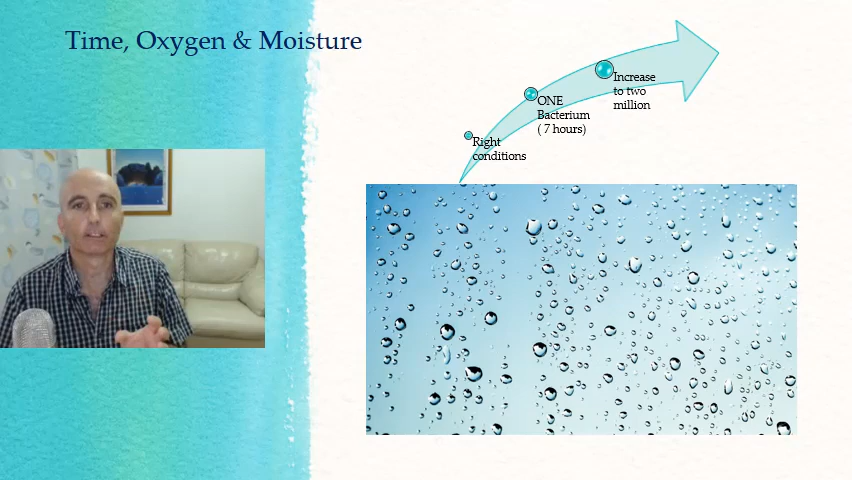 Time, Oxygen & Moisture
Right
conditions
ONE
Bacterium
( 7 hours)
Increase
to two
million